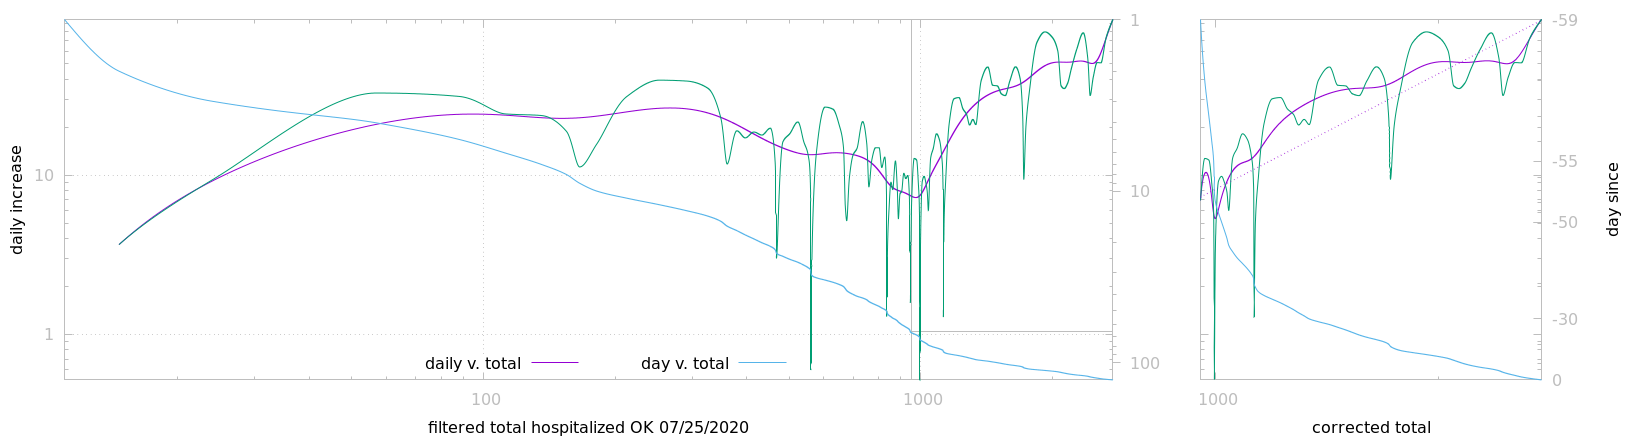 daily increase
10
1
daily v. total
day v. total
100
1000
filtered total hospitalized OK 07/25/2020
1
10
100
1000
corrected total
-59
-55
-50
-30
0
day since